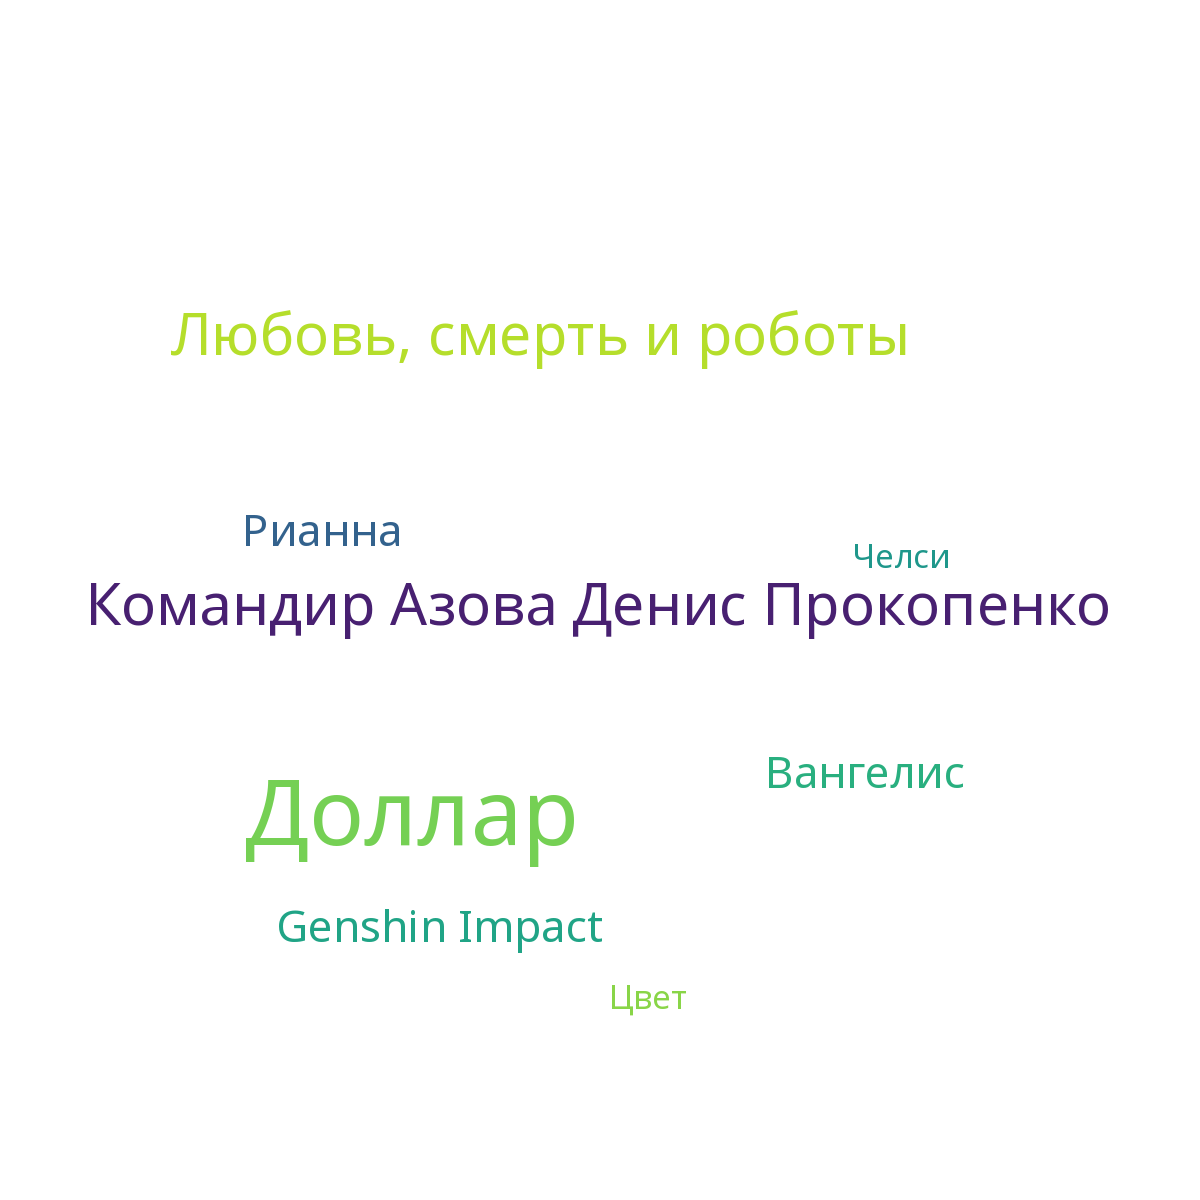 Любовь, смерть и роботы
Рианна
Челси
Командир Азова Денис Прокопенко
Вангелис
Доллар
Genshin Impact
Цвет